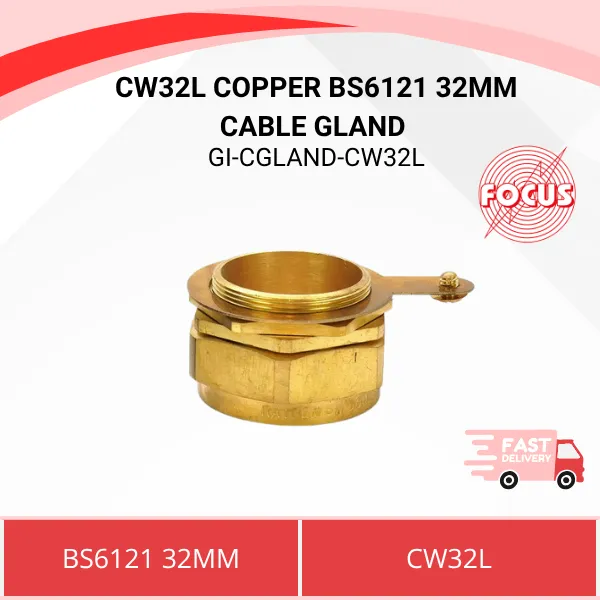 CW32L COPPER BS6121 32MM
CABLE GLAND
GI-CGLAND-CW32L
FOCUS
FAST
DELIVERY
BS6121 32MM
CW32L